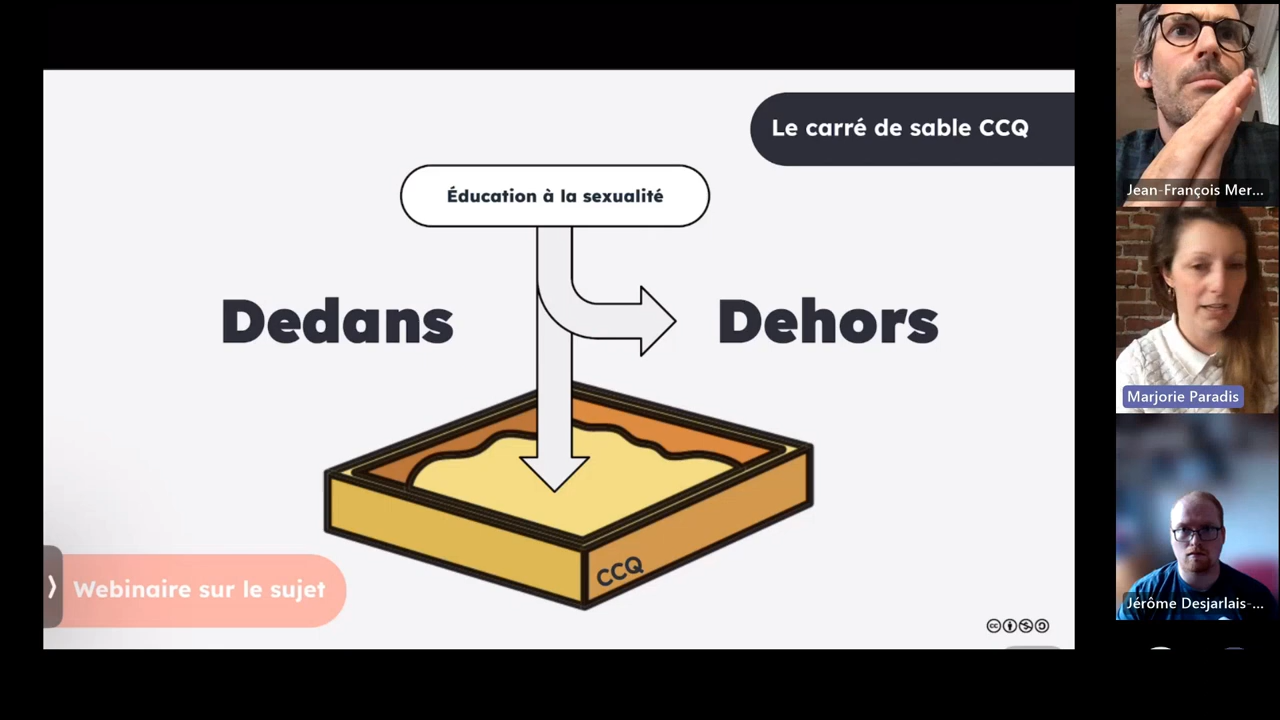 Le carré de sable CCQ
Éducation à la sexualité
Dedans
Dehors
CCQ
Webinaire sur le sujet
Jean-François Mer...
Marjorie Paradis
Jérôme Desjarlais-...